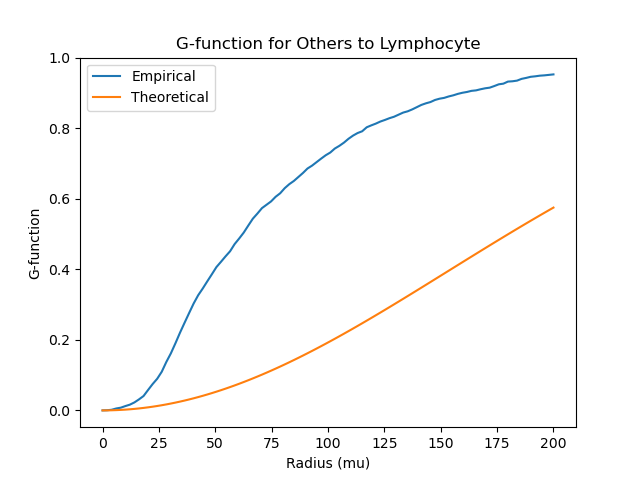 G-function for Others to Lymphocyte
Empirical
Theoretical
G-function
1.0
0.8
0.6
0.4
0.2
0.0
0 25 50 75 100 125 150 175 200
Radius (mu)